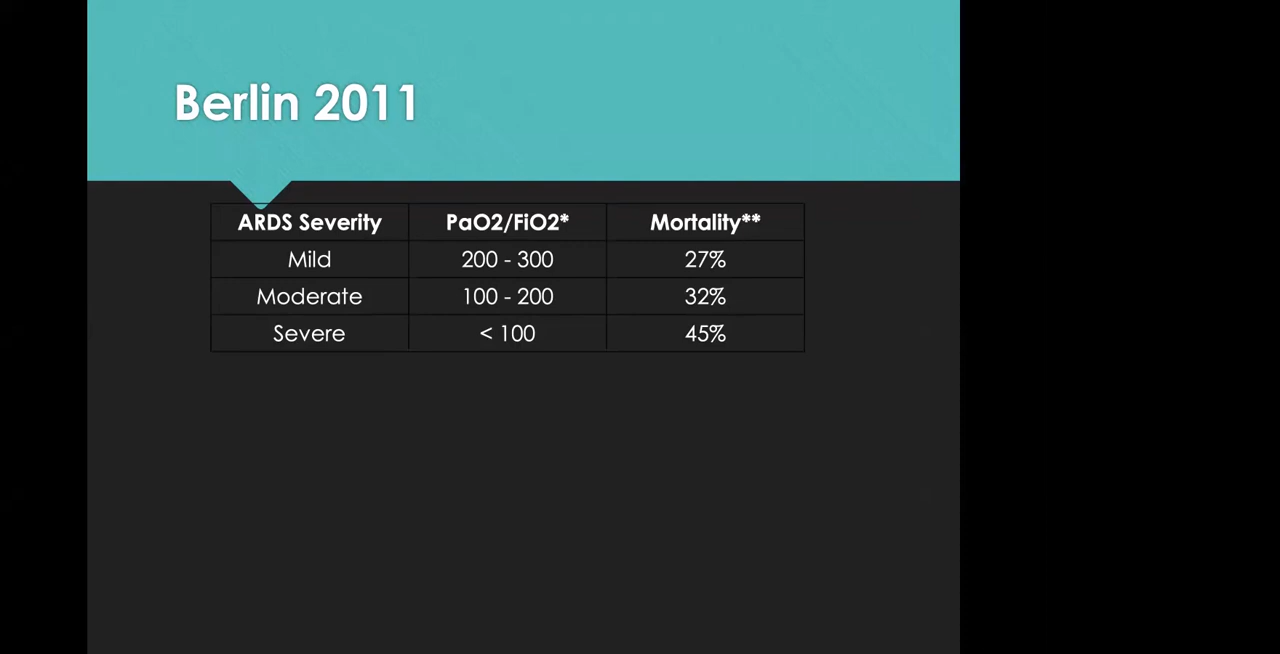 Berlin 2011
ARDS Severity PaO2/FiO2* Mortality**
Mild 200 - 300 27%
Moderate 100 - 200 32%
Severe < 100 45%